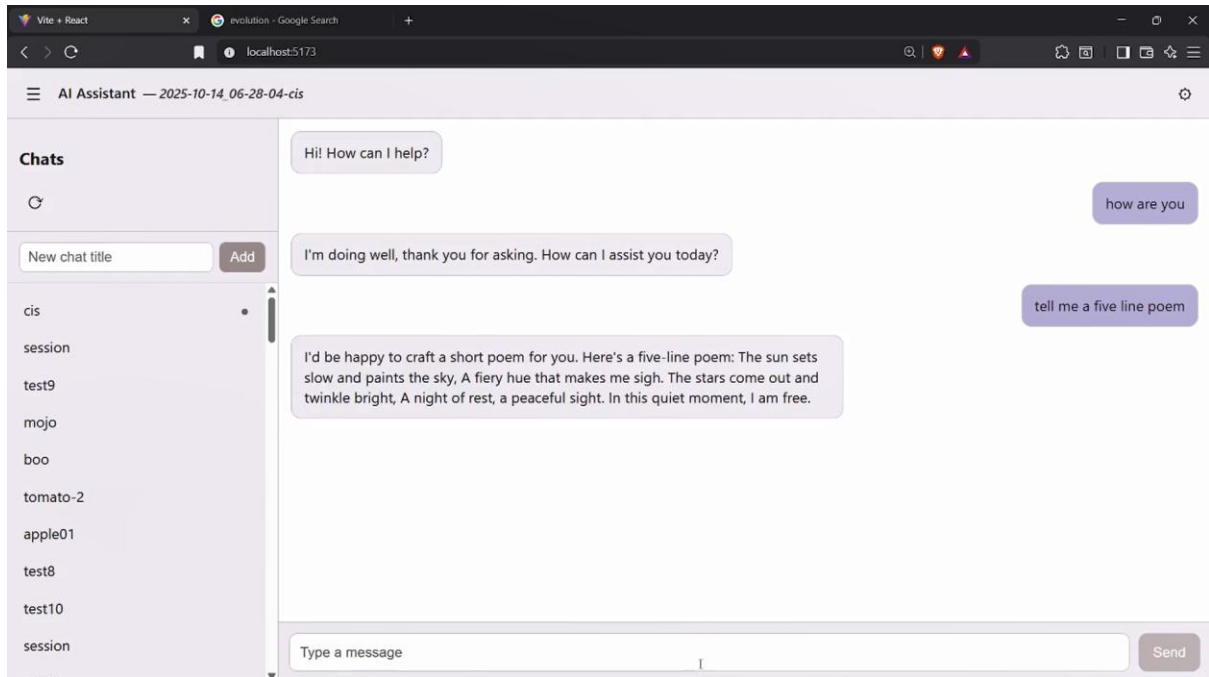 Vite + React
evolution - Google Search
localhost:5173
AI Assistant — 2025-10-14_06-28-04-cis
Chats
New chat title
Add
cis
session
test9
mojo
boo
tomato-2
apple01
test8
test10
session
Hi! How can I help?
how are you
I'm doing well, thank you for asking. How can I assist you today?
tell me a five line poem
I'd be happy to craft a short poem for you. Here's a five-line poem: The sun sets
slow and paints the sky, A fiery hue that makes me sigh. The stars come out and
twinkle bright, A night of rest, a peaceful sight. In this quiet moment, I am free.
Type a message
Send